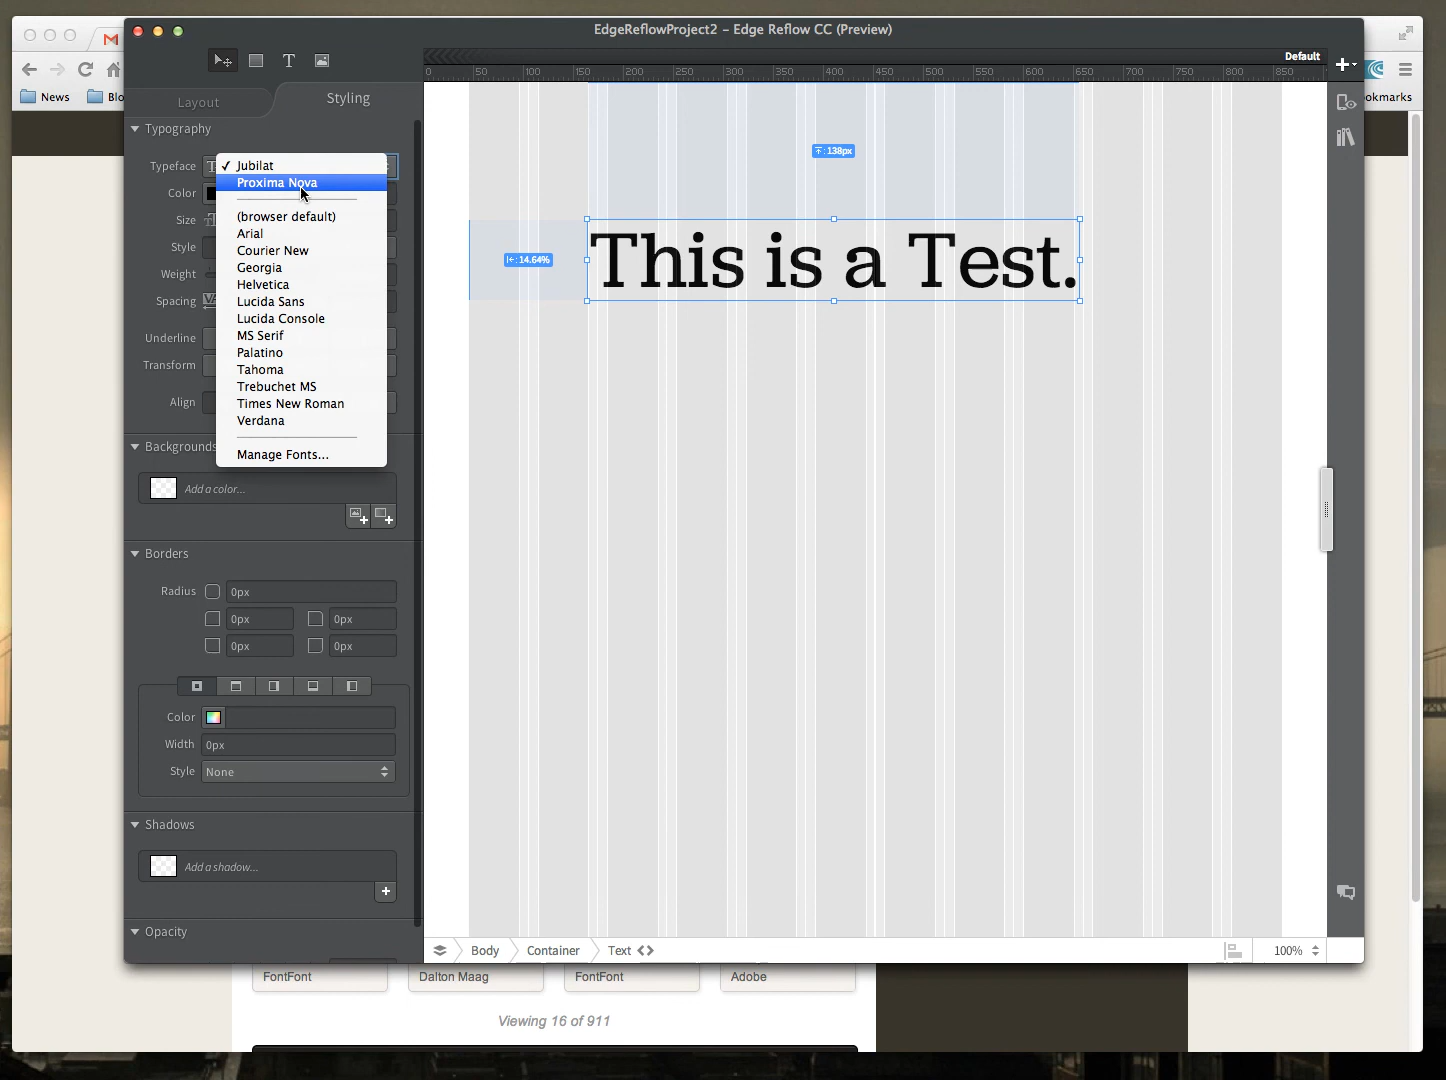 EdgeReflowProject2 – Edge Reflow CC (Preview)
Default
0 50 100 150 200 250 300 350 400 450 500 550 600 650 700 750 800 850
News
Blo
okmarks
Layout
Styling
Typography
Typeface
✓ Jubilat
Proxima Nova
(browser default)
Arial
Courier New
Georgia
Helvetica
Lucida Sans
Lucida Console
MS Serif
Palatino
Tahoma
Trebuchet MS
Times New Roman
Verdana
Manage Fonts...
Color
Size
Style
Weight
Spacing
Underline
Transform
Align
138px
14.64%
This is a Test.
Backgrounds
Add a color...
Borders
Radius 0px
0px 0px
0px 0px
Color
Width 0px
Style None
Shadows
Add a shadow...
Opacity
Body Container Text
100%
FontFont Dalton Maag FontFont Adobe
Viewing 16 of 911